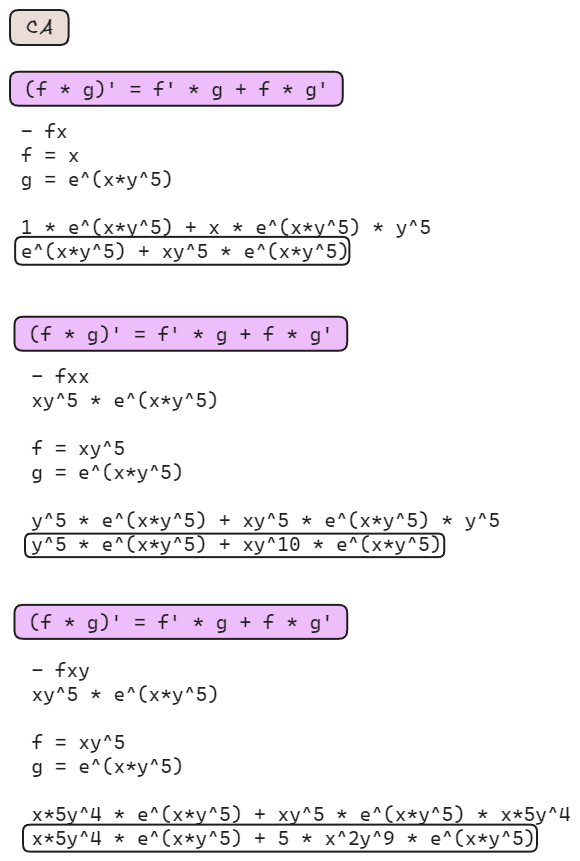 CA
(f * g)' = f' * g + f * g'
- fx
f = x
g = e^(x*y^5)
1 * e^(x*y^5) + x * e^(x*y^5) * y^5
e^(x*y^5) + xy^5 * e^(x*y^5)
(f * g)' = f' * g + f * g'
- fxx
xy^5 * e^(x*y^5)
f = xy^5
g = e^(x*y^5)
y^5 * e^(x*y^5) + xy^5 * e^(x*y^5) * y^5
y^5 * e^(x*y^5) + xy^10 * e^(x*y^5)
(f * g)' = f' * g + f * g'
- fxy
xy^5 * e^(x*y^5)
f = xy^5
g = e^(x*y^5)
x*5y^4 * e^(x*y^5) + xy^5 * e^(x*y^5) * x*5y^4
x*5y^4 * e^(x*y^5) + 5 * x^2y^9 * e^(x*y^5)